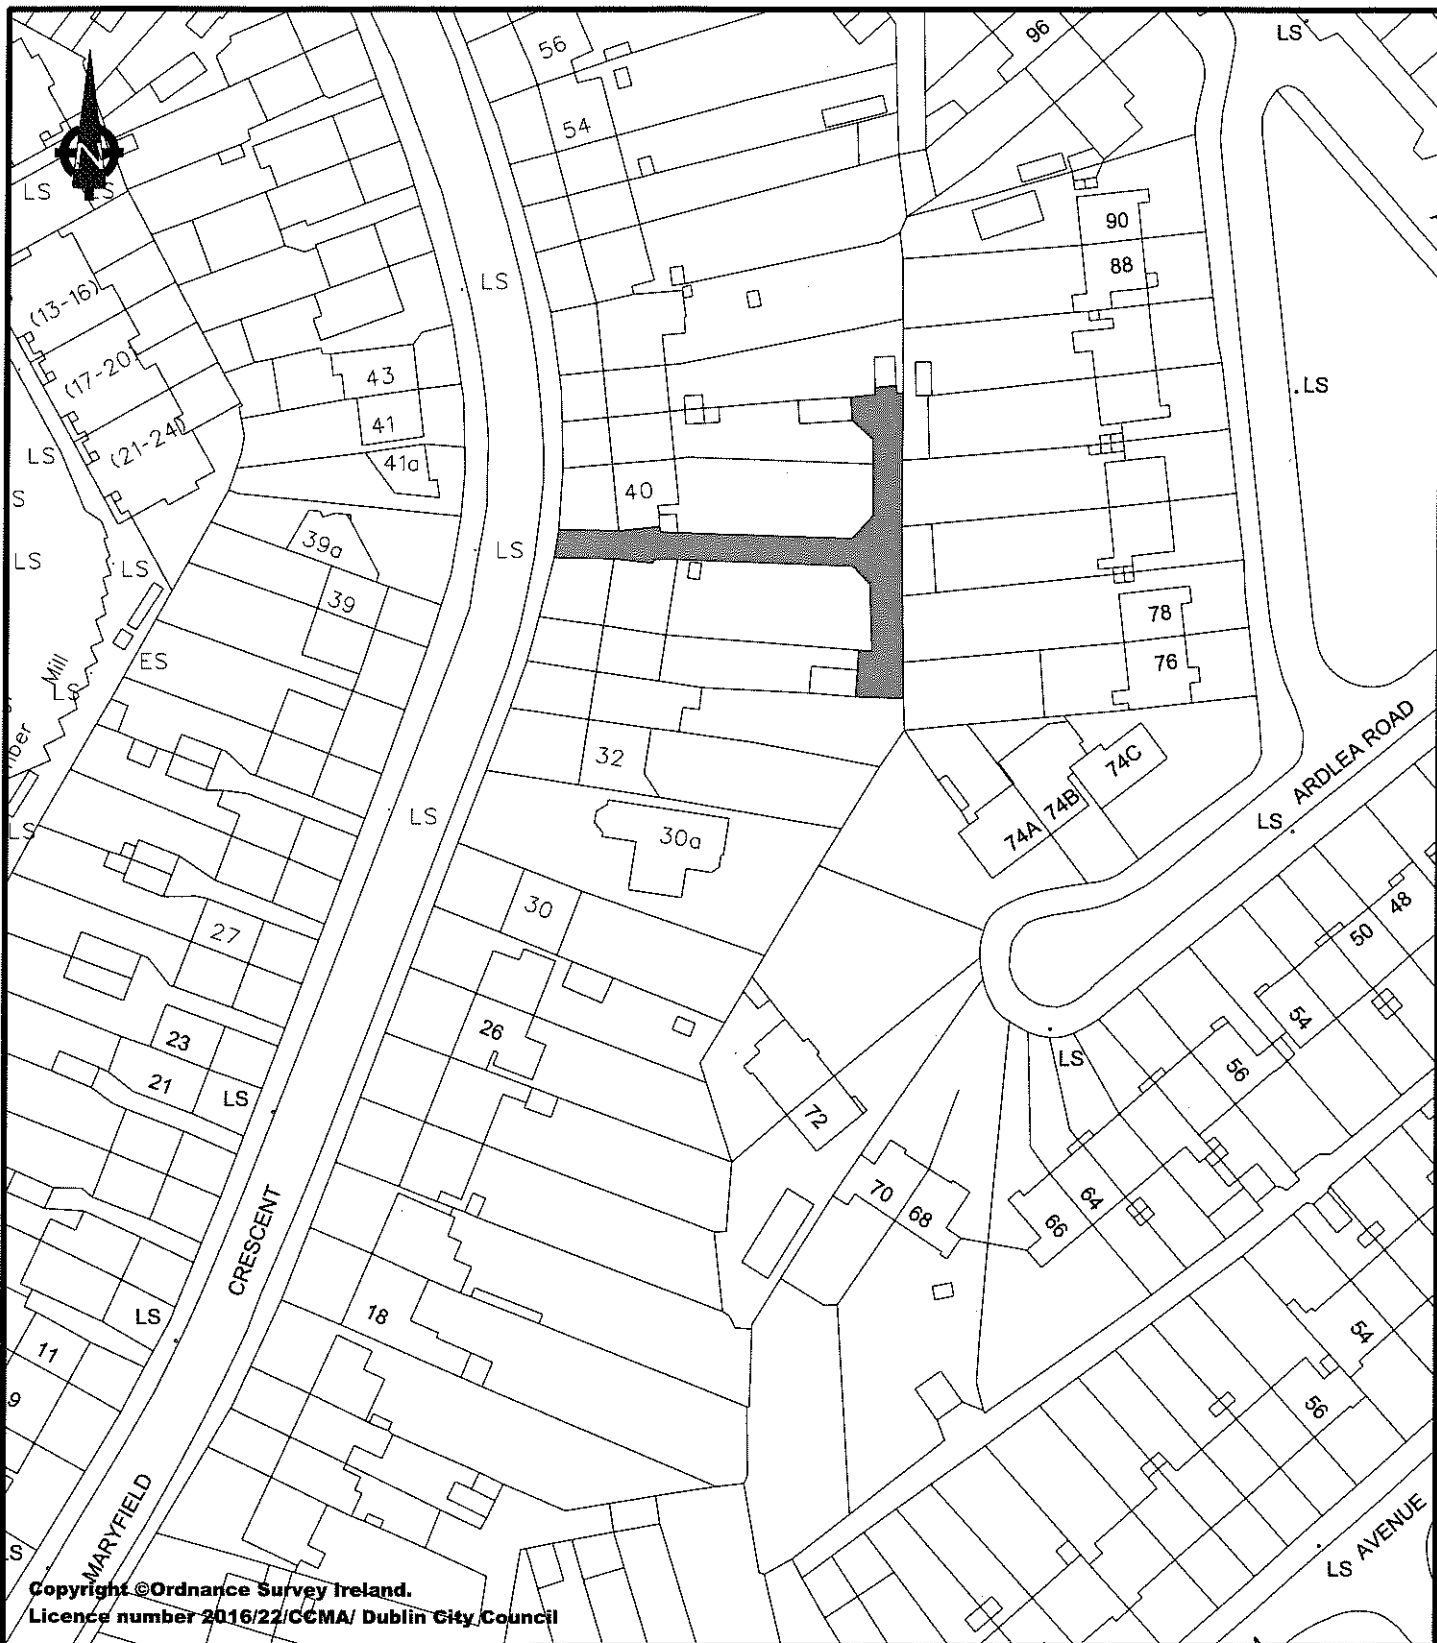 56
96
LS
54
N
LS
LS
90
88
LS
(13-16)
(17-20)
(21-24)
43
LS
41
41a
LS
40
S
39a
LS
LS
LS
39
78
76
ES
Mill
LS
32
74C
74B
74A
ARDLEA ROAD
LS
LS
LS
30a
30
27
48
50
54
26
23
21
LS
LS
56
72
70
68
64
66
CRESCENT
18
LS
11
9
54
56
MARYFIELD
LS
LS
AVENUE
Copyright ©Ordnance Survey Ireland.
Licence number 2016/22/CCMA/ Dublin City Council